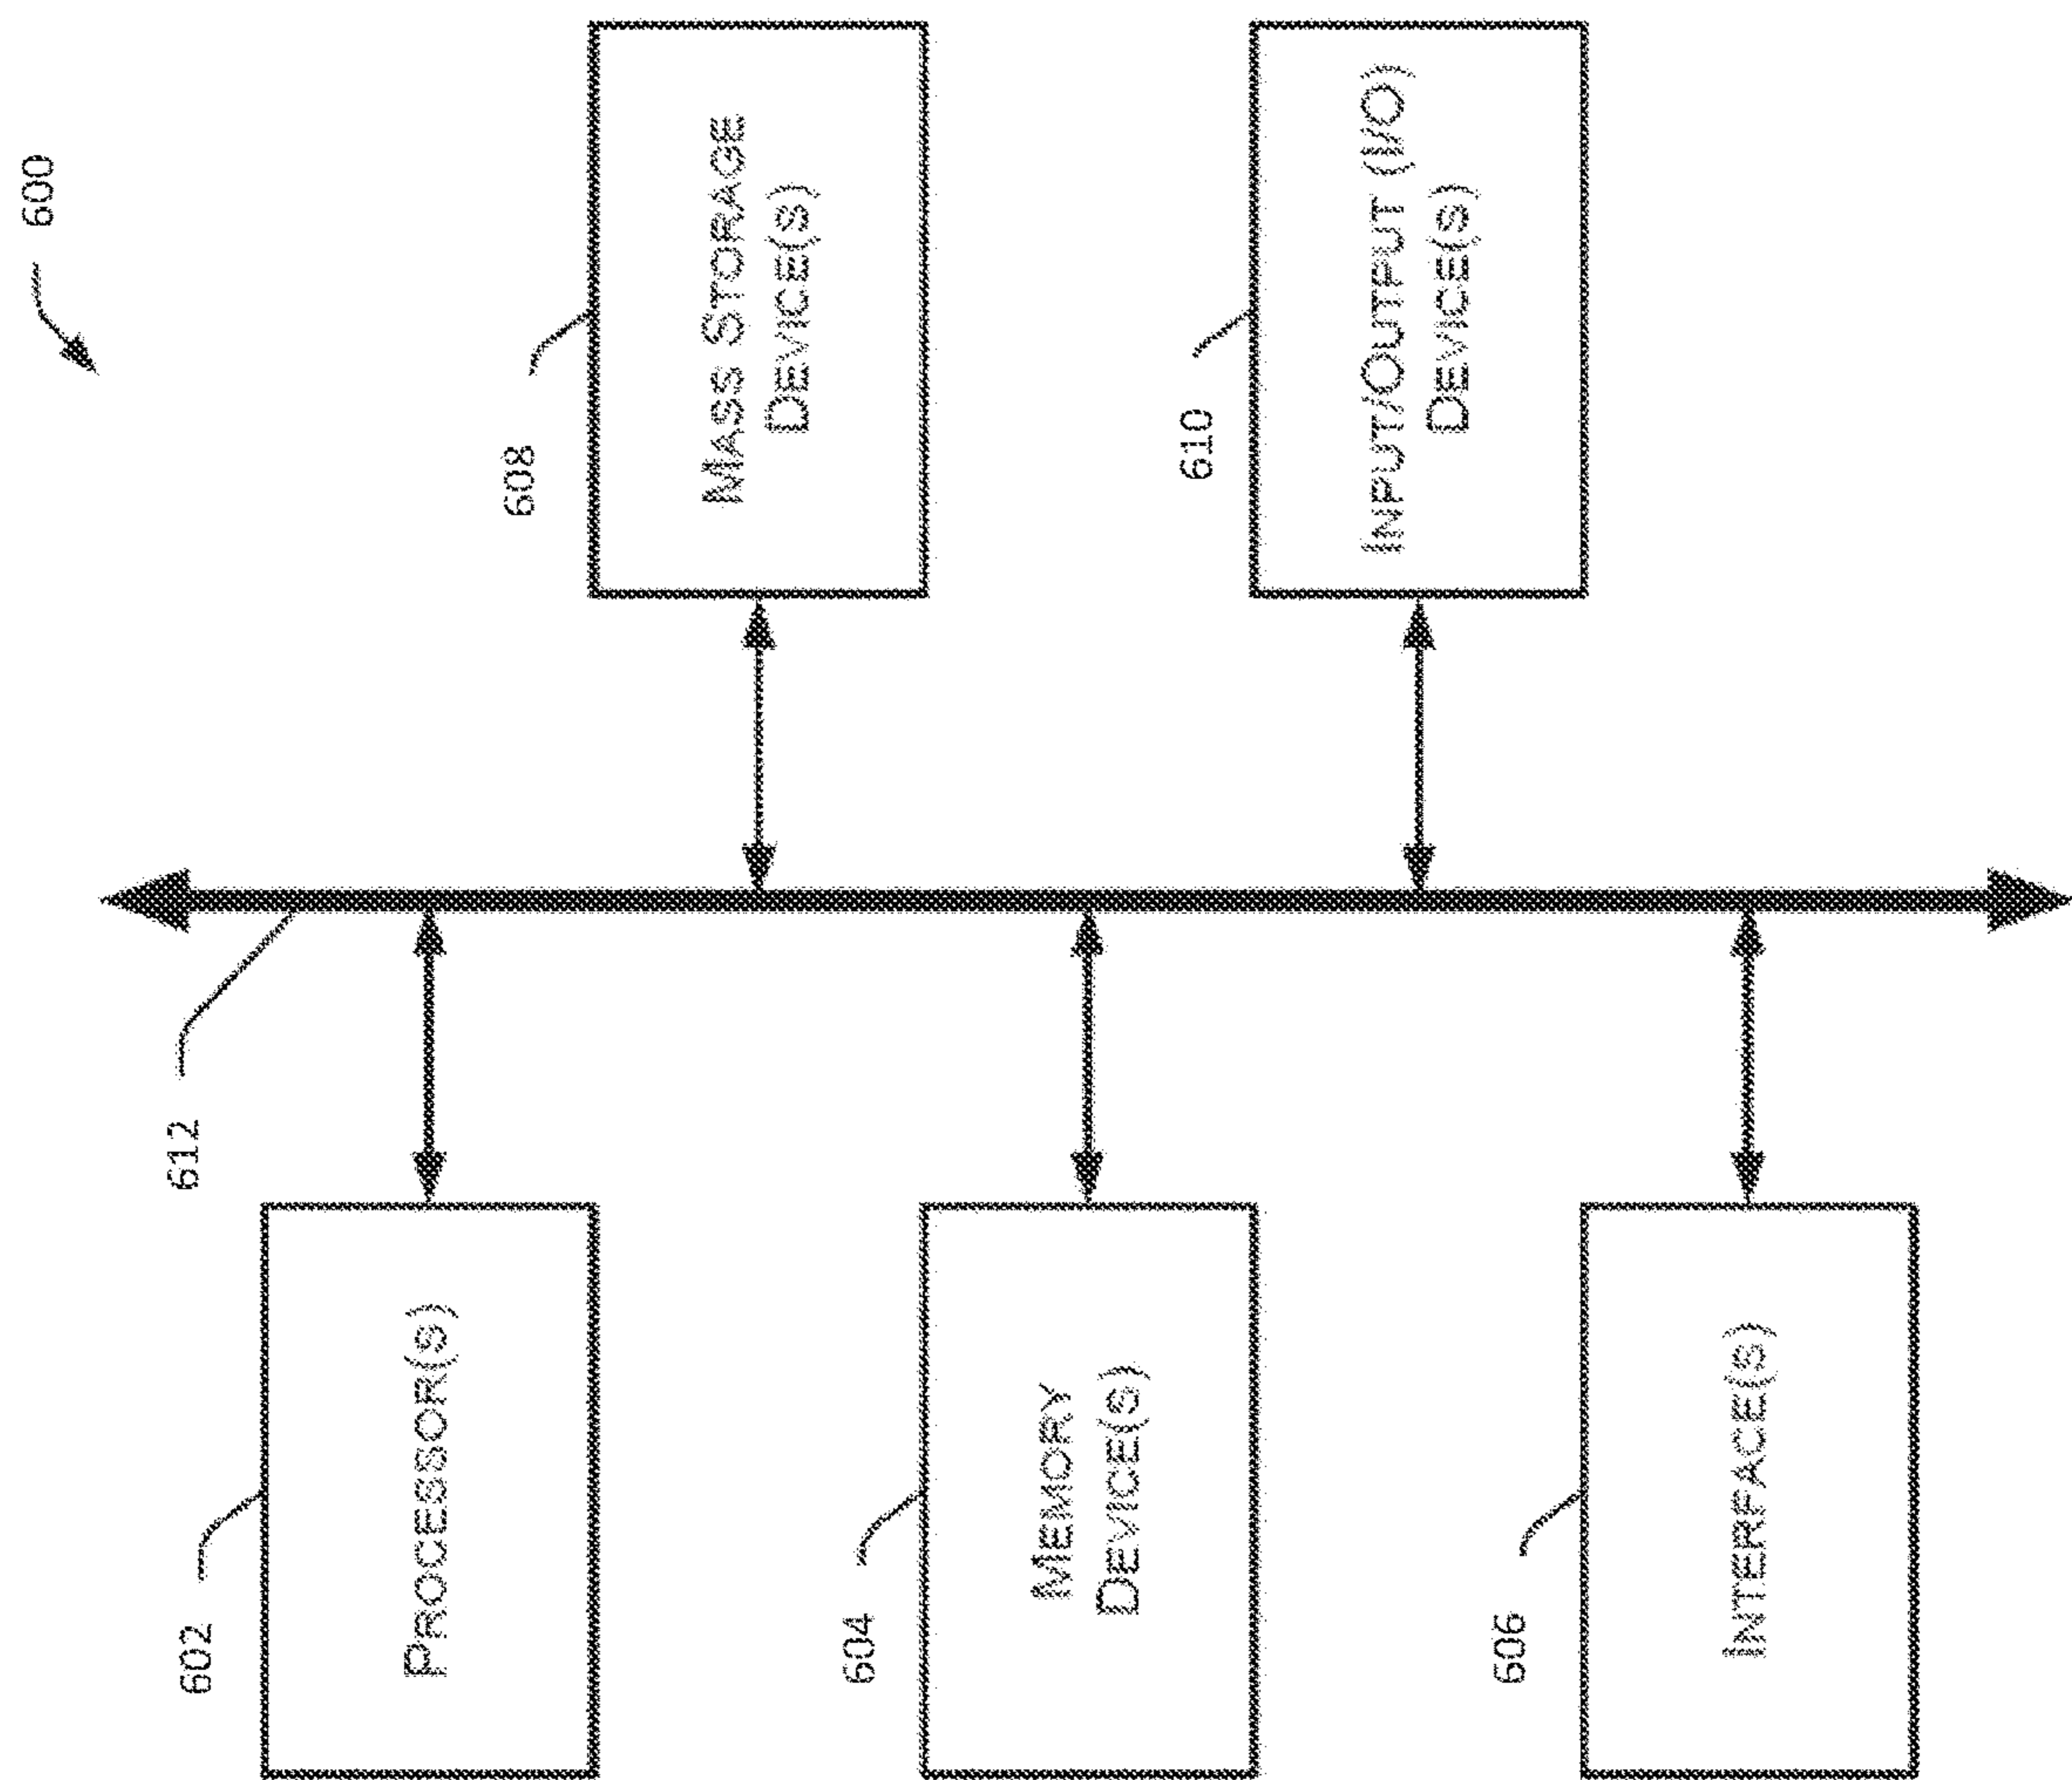 600
612
602
PROCESSOR(S)
608
MASS STORAGE
DEVICE(S)
604
MEMORY
DEVICE(S)
610
INPUT/OUTPUT (I/O)
DEVICE(S)
606
INTERFACE(S)